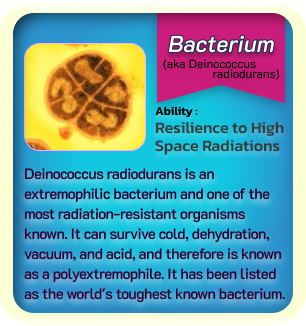 Bacterium
(aka Deinococcus
radiodurans)
Ability :
Resilience to High
Space Radiations
Deinococcus radiodurans is an
extremophilic bacterium and one of the
most radiation-resistant organisms
known. It can survive cold, dehydration,
vacuum, and acid, and therefore is known
as a polyextremophile. It has been listed
as the world's toughest known bacterium.